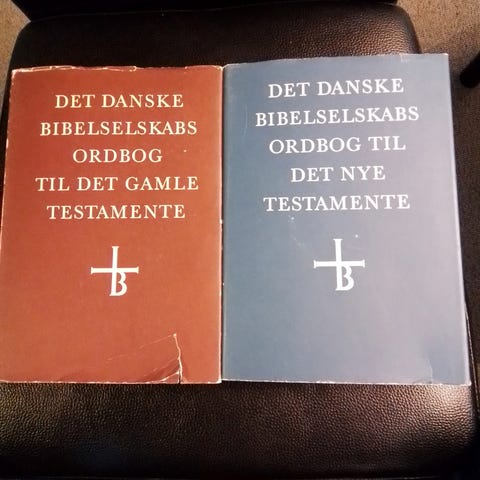 DET DANSKE
BIBELSELSKABS
ORDBOG
TIL DET GAMLE
TESTAMENTE
B
DET DANSKE
BIBELSELSKABS
ORDBOG TIL
DET NYE
TESTAMENTE
B